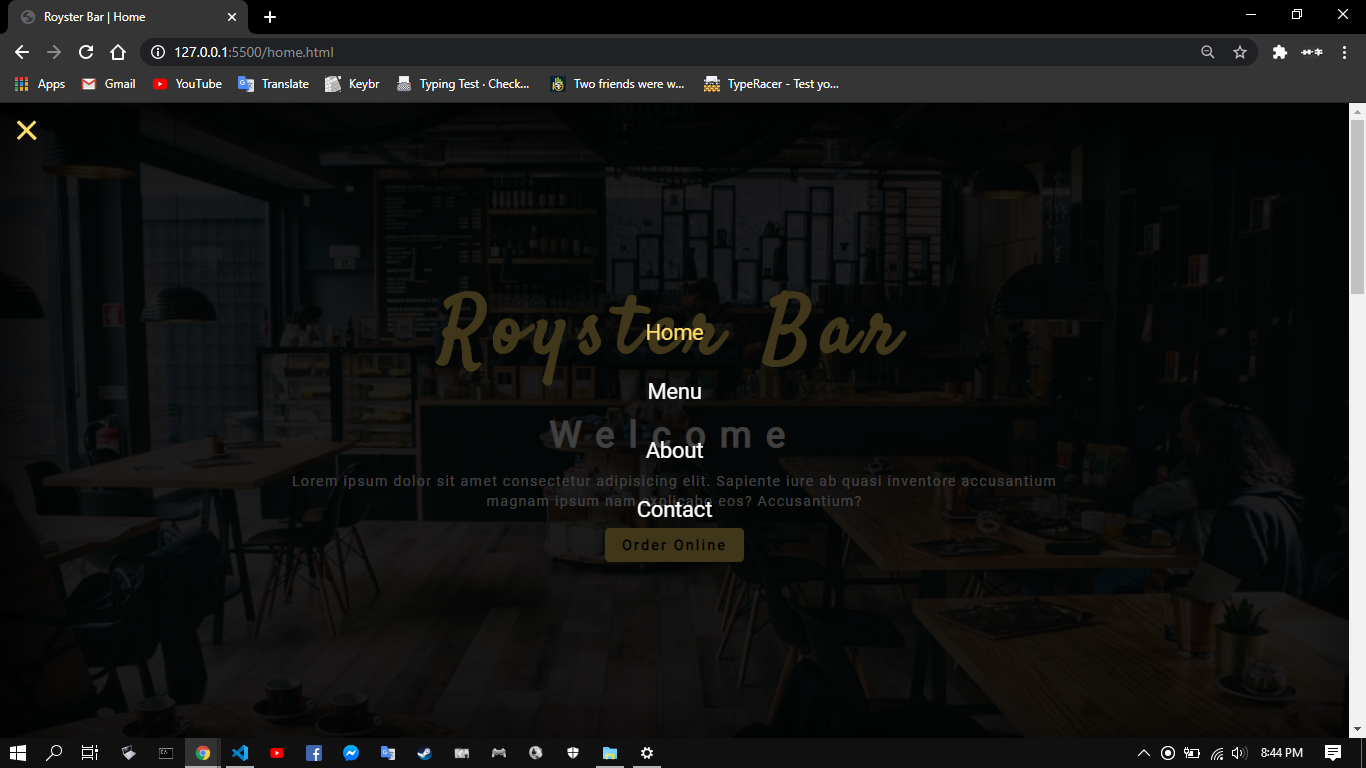 Royster Bar | Home
127.0.0.1:5500/home.html
Apps Gmail YouTube Translate Keybr Typing Test · Check... Two friends were w... TypeRacer - Test yo...
Royster Bar
Home
Menu
Welcome
About
Lorem ipsum dolor sit amet consectetur adipisicing elit. Sapiente iure ab quasi inventore accusantium
magnam ipsum nam explicabo eos? Accusantium?
Contact
Order Online
8:44 PM